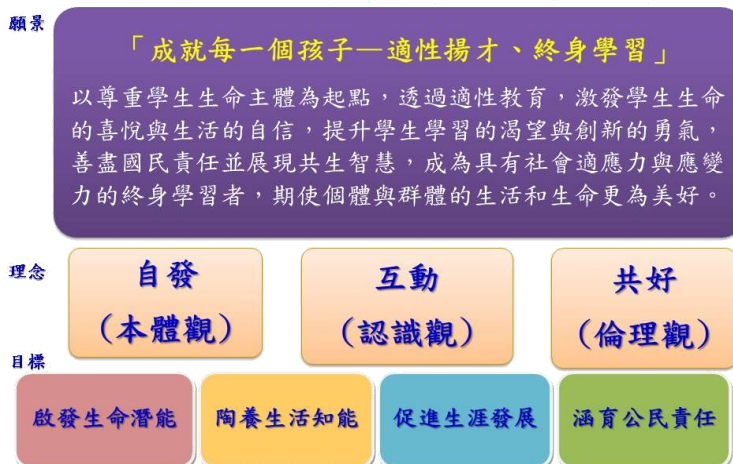 願景
「成就每一個孩子—適性揚才、終身學習」
以尊重學生生命主體為起點，透過適性教育，激發學生生命
的喜悅與生活的自信，提升學生學習的渴望與創新的勇氣，
善盡國民責任並展現共生智慧，成為具有社會適應力與應變
力的終身學習者，期使個體與群體的生活和生命更為美好。
理念
自發
（本體觀）
互動
（認識觀）
共好
（倫理觀）
目標
啟發生命潛能
陶養生活知能
促進生涯發展
涵育公民責任